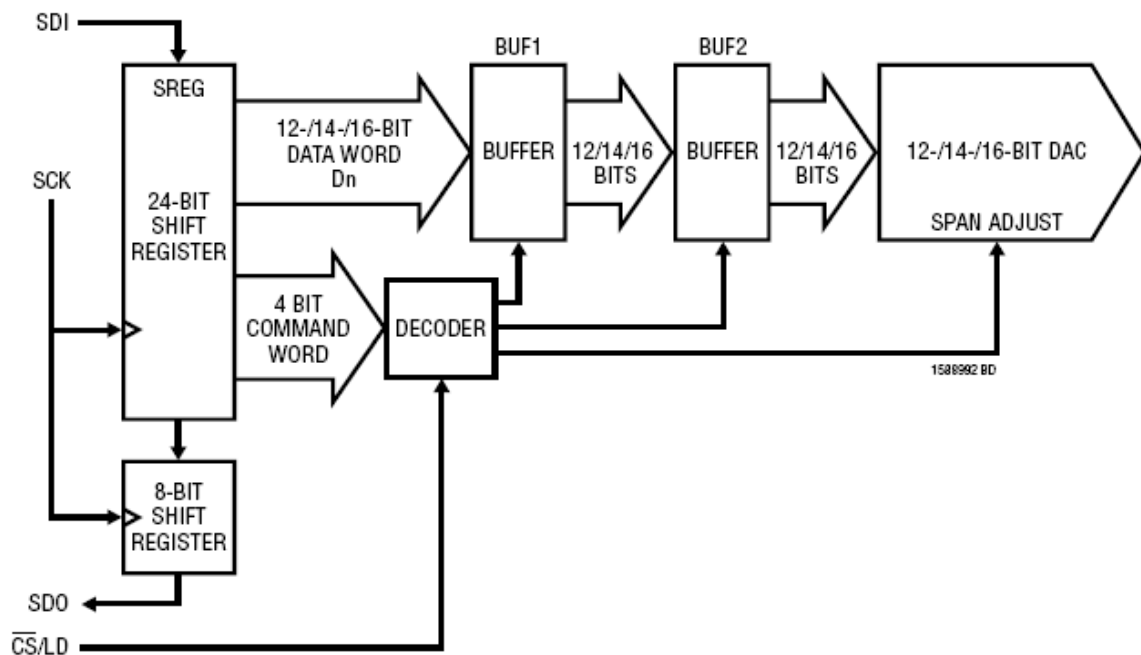 SDI
SREG
24-BIT
SHIFT
REGISTER
SCK
12-/14-/16-BIT
DATA WORD
Dn
BUF1
BUFFER
12/14/16
BITS
BUF2
BUFFER
12/14/16
BITS
12-/14-/16-BIT DAC
SPAN ADJUST
4 BIT
COMMAND
WORD
DECODER
1588992 BD
8-BIT
SHIFT
REGISTER
SDO
C̅S̅/LD